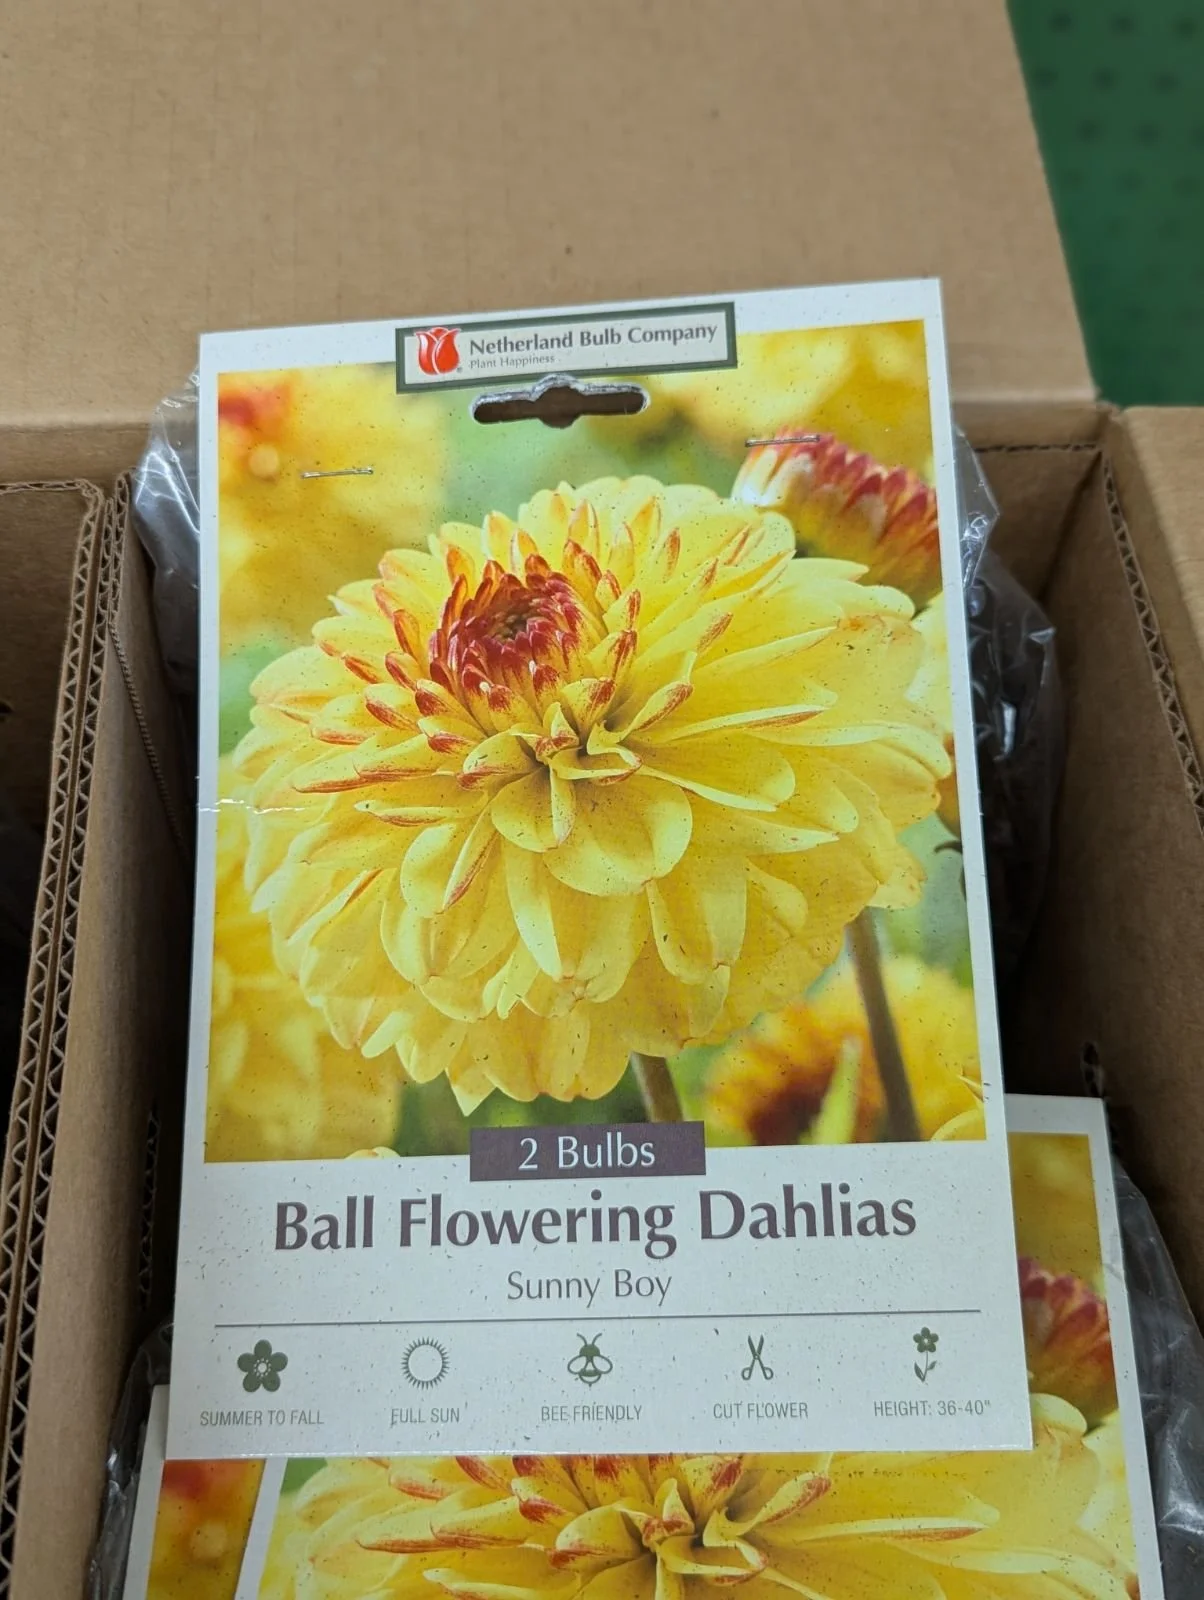 Netherland Bulb Company
Plant Happiness
2 Bulbs
Ball Flowering Dahlias
Sunny Boy
SUMMER TO FALL
FULL SUN
BEE FRIENDLY
CUT FLOWER
HEIGHT: 36-40"